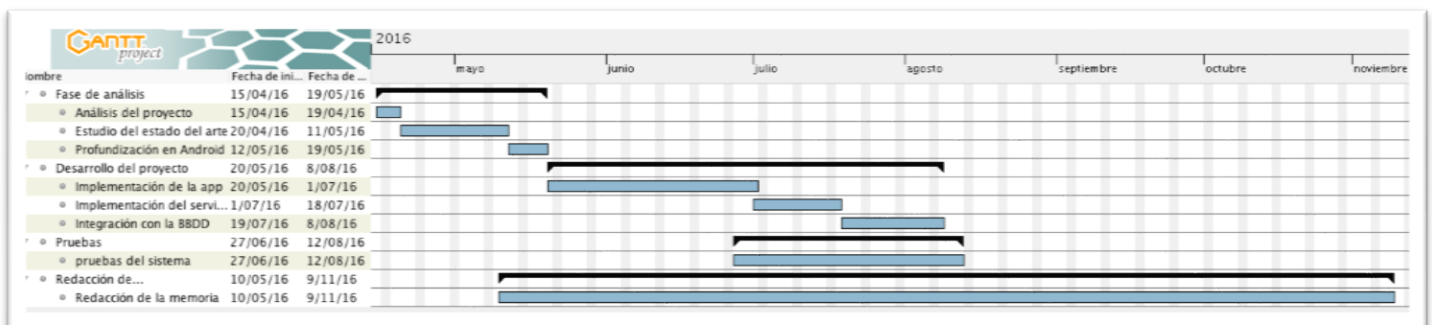 GANTT
project
2016
mayo junio julio agosto septiembre octubre noviembre
iombre Fecha de ini... Fecha de ...
Fase de análisis 15/04/16 19/05/16
Análisis del proyecto 15/04/16 19/04/16
Estudio del estado del arte 20/04/16 11/05/16
Profundización en Android 12/05/16 19/05/16
Desarrollo del proyecto 20/05/16 8/08/16
Implementación de la app 20/05/16 1/07/16
Implementación del servi... 1/07/16 18/07/16
Integración con la BBDD 19/07/16 8/08/16
Pruebas 27/06/16 12/08/16
pruebas del sistema 27/06/16 12/08/16
Redacción de... 10/05/16 9/11/16
Redacción de la memoria 10/05/16 9/11/16